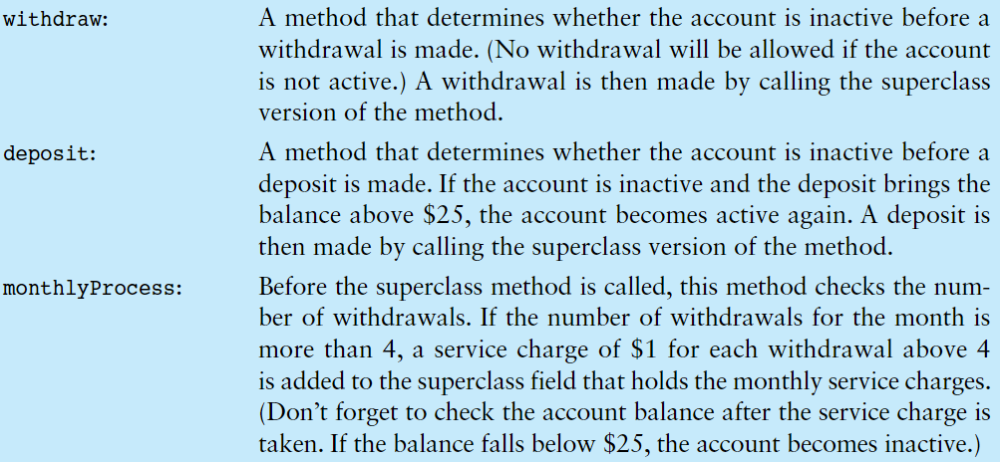 withdraw: A method that determines whether the account is inactive before a
withdrawal is made. (No withdrawal will be allowed if the account
is not active.) A withdrawal is then made by calling the superclass
version of the method.
deposit: A method that determines whether the account is inactive before a
deposit is made. If the account is inactive and the deposit brings the
balance above $25, the account becomes active again. A deposit is
then made by calling the superclass version of the method.
monthlyProcess: Before the superclass method is called, this method checks the num-
ber of withdrawals. If the number of withdrawals for the month is
more than 4, a service charge of $1 for each withdrawal above 4
is added to the superclass field that holds the monthly service charges.
(Don’t forget to check the account balance after the service charge is
taken. If the balance falls below $25, the account becomes inactive.)